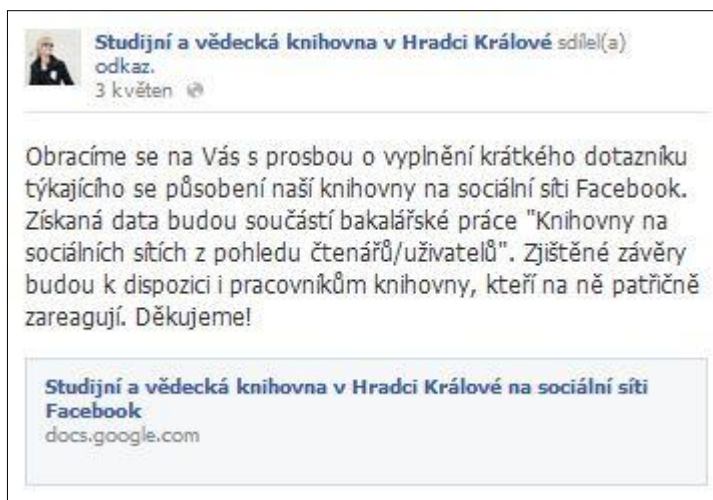 Studijní a vědecká knihovna v Hradci Králové sdílel(a)
odkaz.
3 květen
Obracíme se na Vás s prosbou o vyplnění krátkého dotazníku
týkajícího se působení naší knihovny na sociální síti Facebook.
Získaná data budou součástí bakalářské práce "Knihovny na
sociálních sítích z pohledu čtenářů/uživatelů". Zjištěné závěry
budou k dispozici i pracovníkům knihovny, kteří na ně patřičně
zareagují. Děkujeme!
Studijní a vědecká knihovna v Hradci Králové na sociální síti
Facebook
docs.google.com